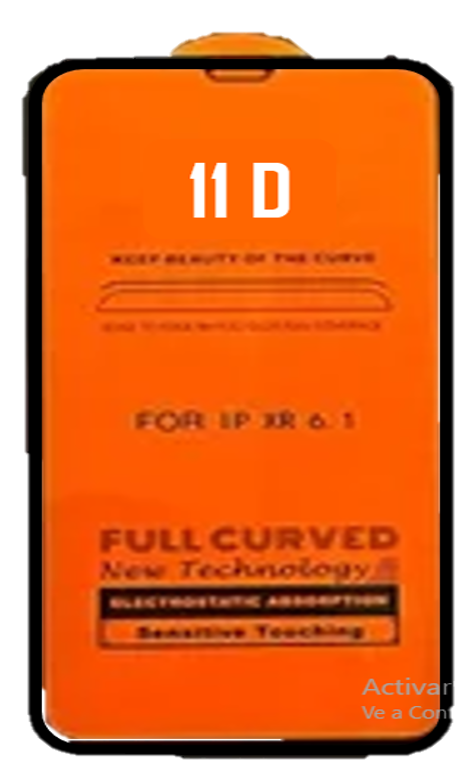 11 D
KEEP BEAUTY OF THE CURVE
FOR IP XR 6.1
FULL CURVED
New Technology
ELECTROSTATIC ABSORPTION
Sensitive Touching
Activar
Ve a Con